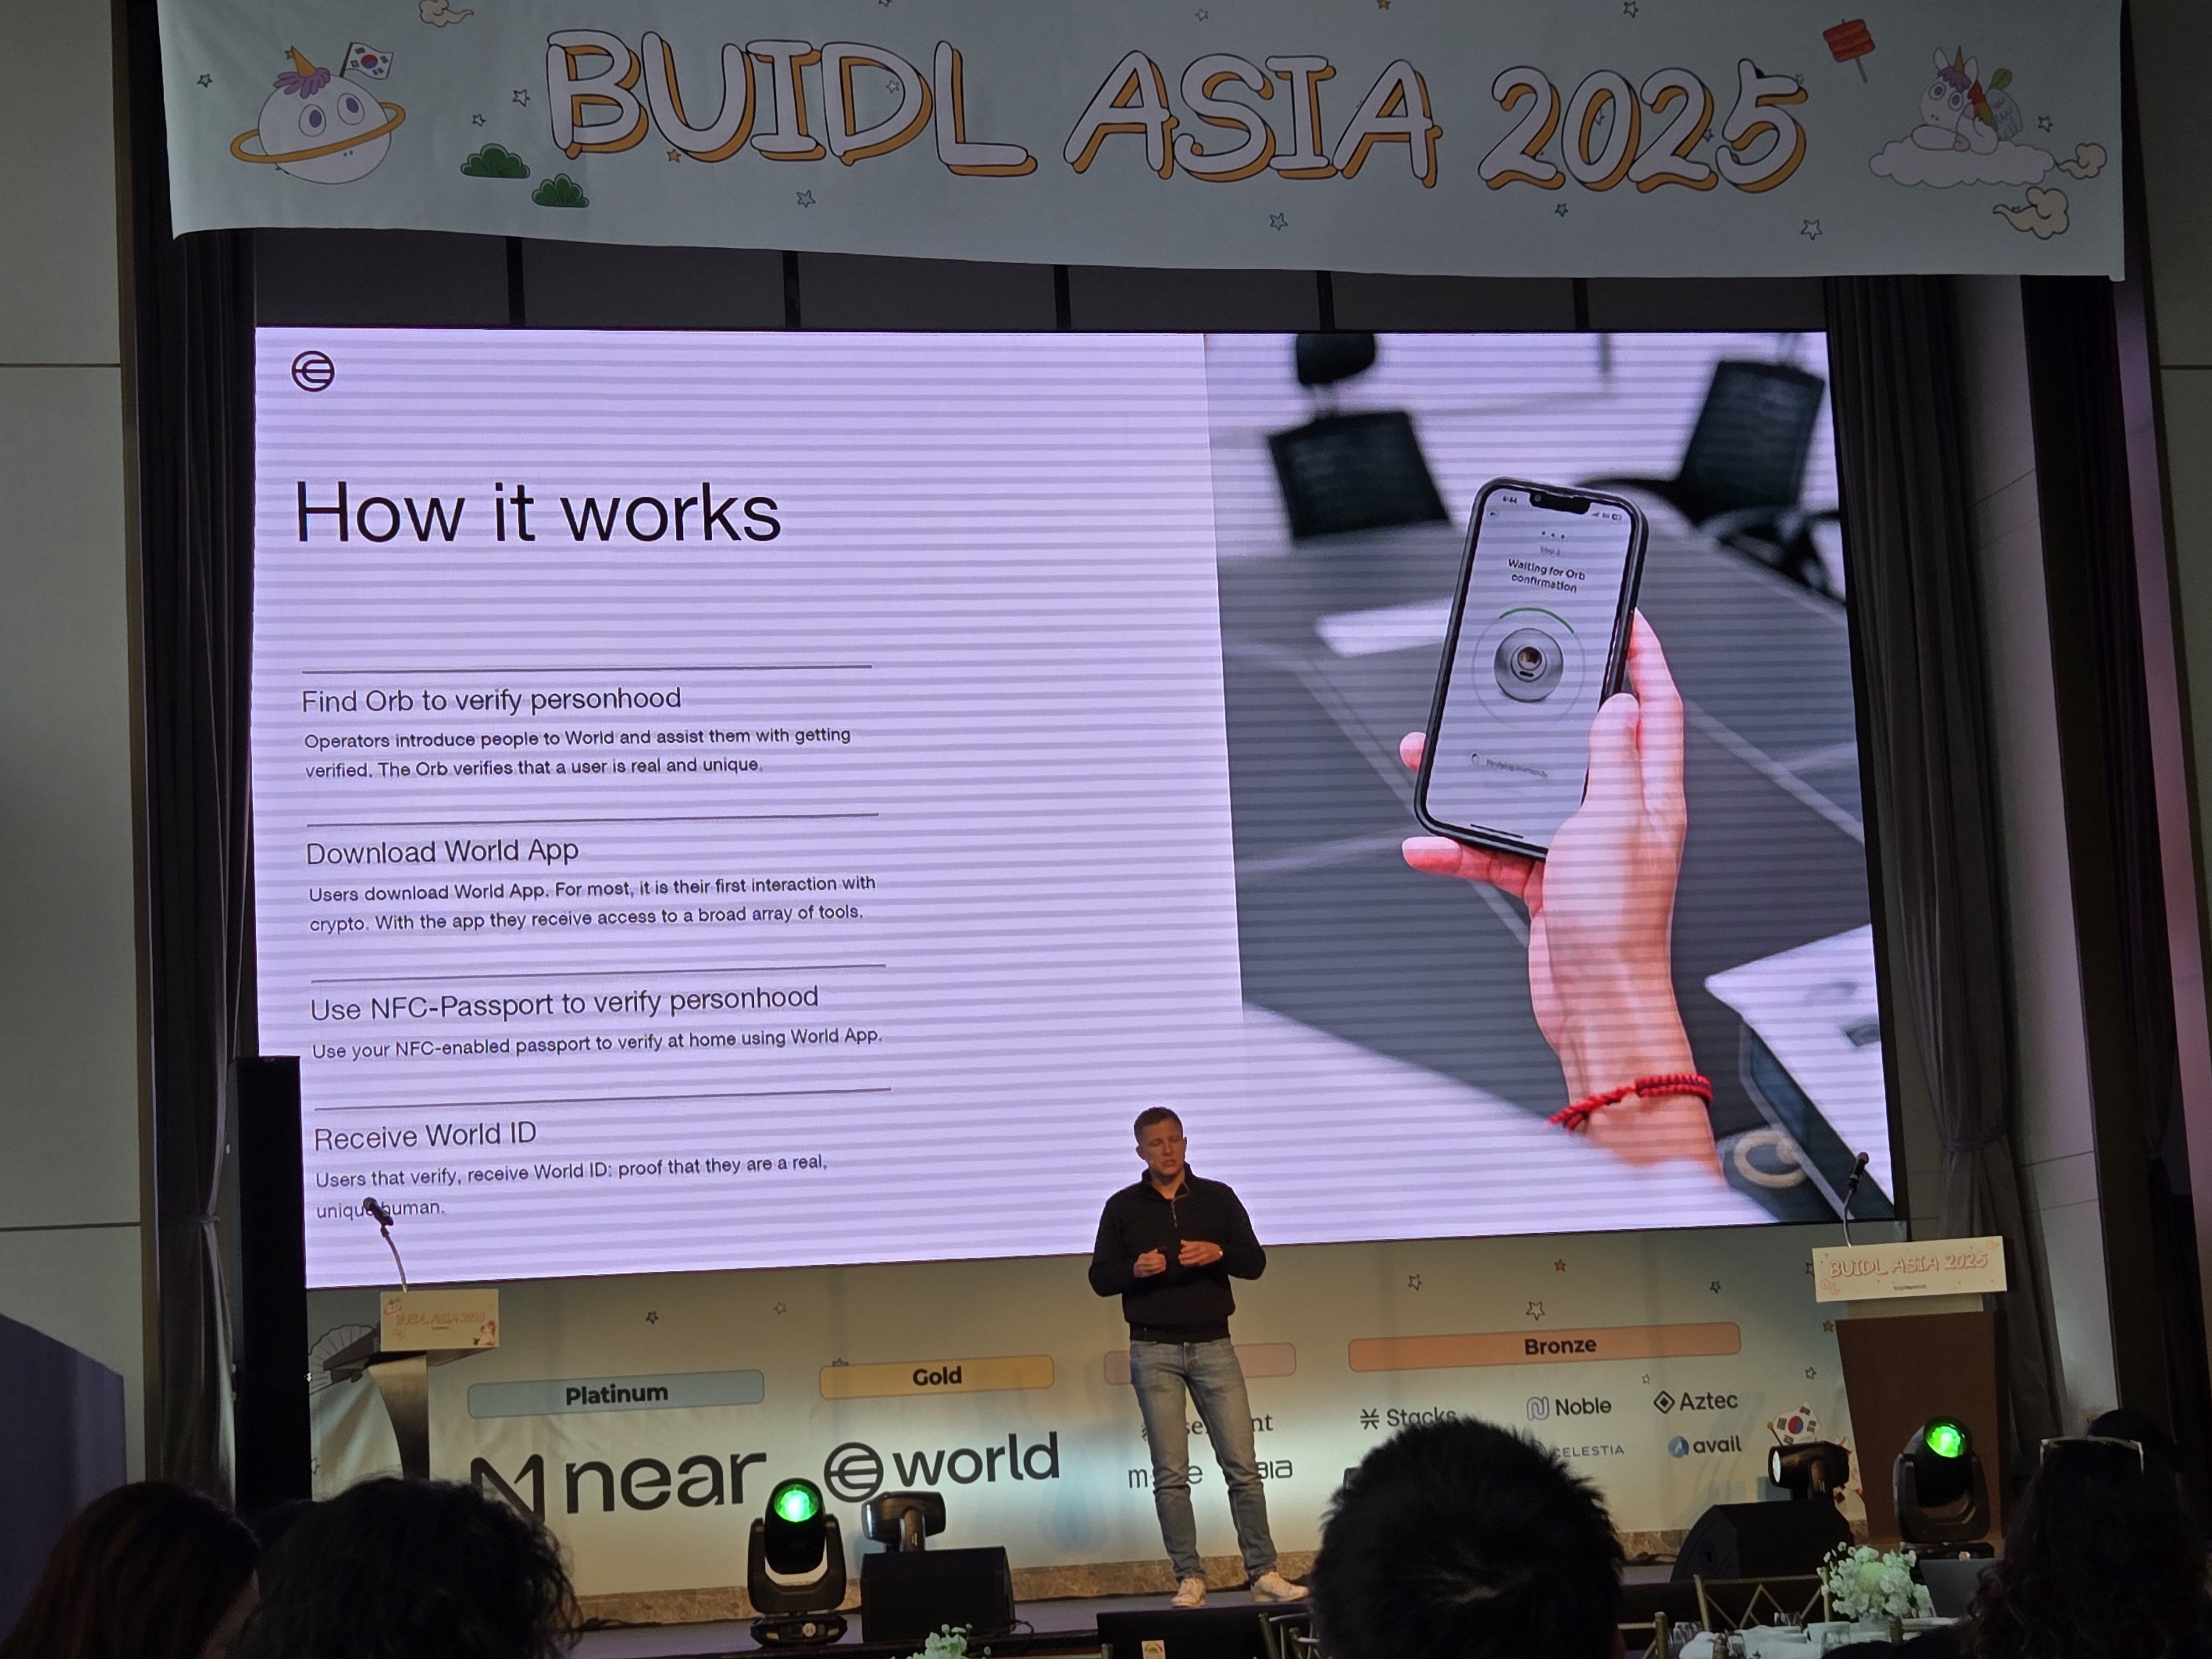 BUIDL ASIA 2025
How it works
Find Orb to verify personhood
Operators introduce people to World and assist them with getting
verified. The Orb verifies that a user is real and unique.
Download World App
Users download World App. For most, it is their first interaction with
crypto. With the app they receive access to a broad array of tools.
Use NFC-Passport to verify personhood
Use your NFC-enabled passport to verify at home using World App.
Receive World ID
Users that verify, receive World ID: proof that they are a real,
unique human.
Waiting for Orb
confirmation
BUIDL ASIA 2025
BUIDL ASIA 2025
Platinum
near
Gold
world
Bronze
Stacks
Noble
Aztec
CELESTIA
avail